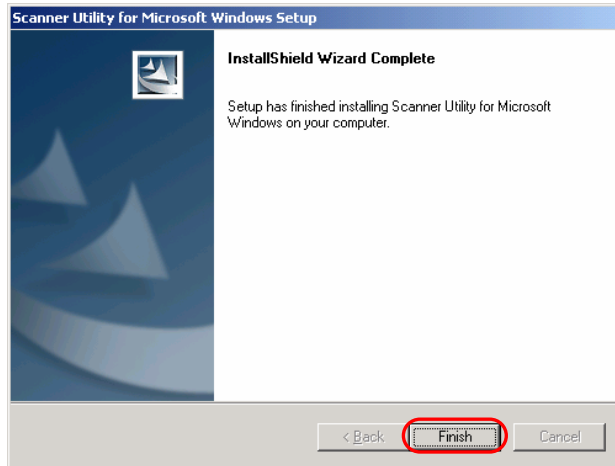 Scanner Utility for Microsoft Windows Setup
InstallShield Wizard Complete
Setup has finished installing Scanner Utility for Microsoft
Windows on your computer.
< Back
Finish
Cancel